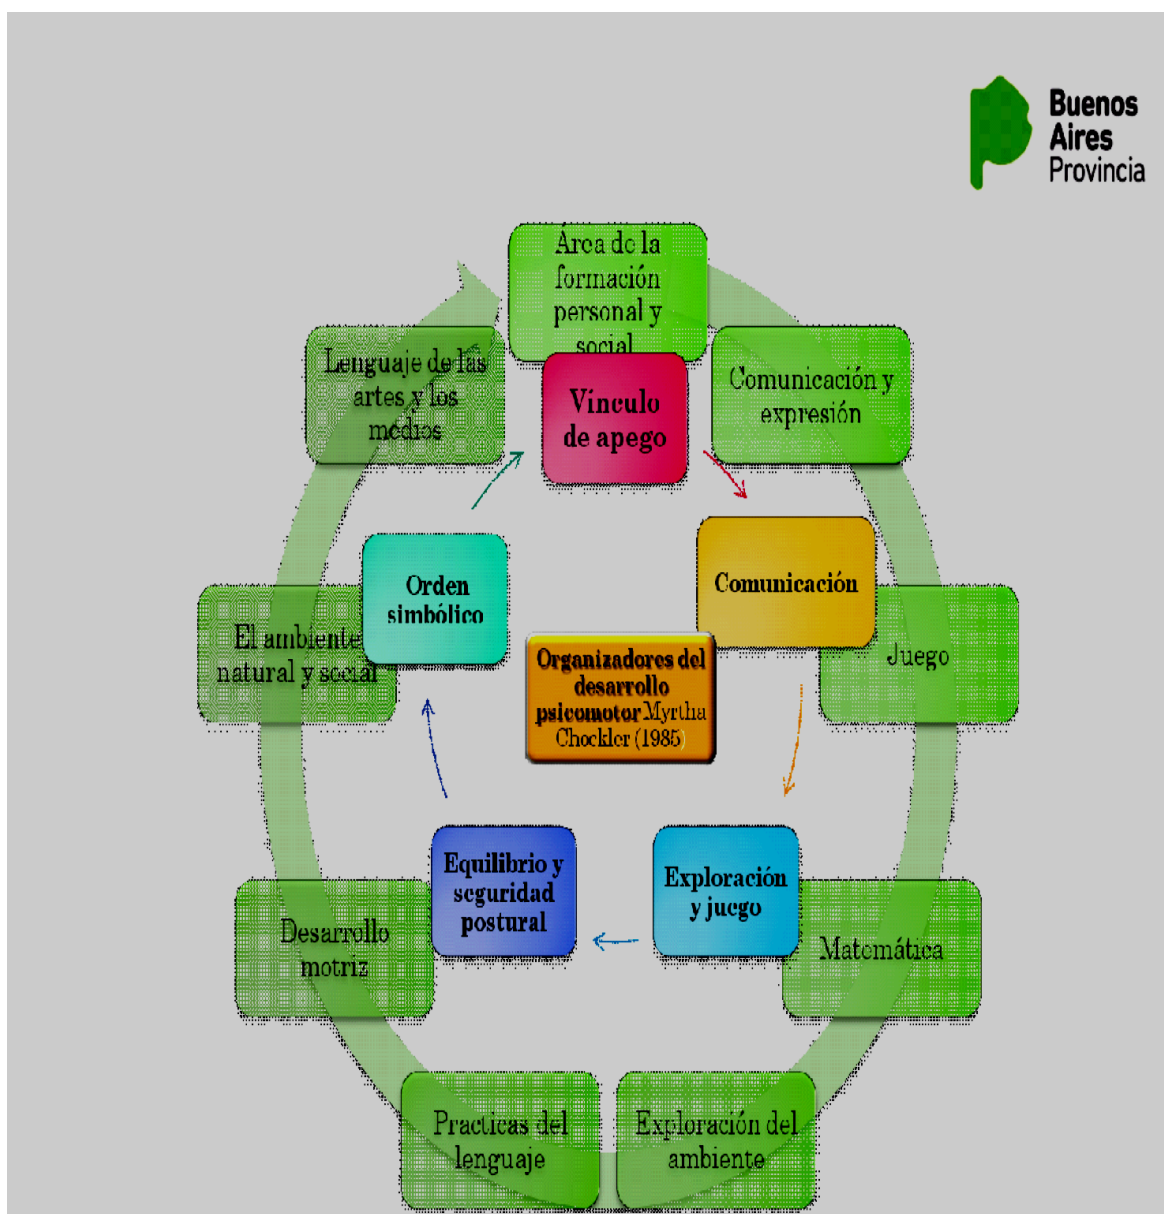 Buenos
Aires
Provincia
Área de la
formación
personal y
social
Comunicación y
expresión
Juego
Matemática
Exploración del
ambiente
Practicas del
lenguaje
Desarrollo
motriz
El ambiente
natural y social
Lenguaje de las
artes y los
medios
Vínculo
de apego
Comunicación
Exploración
y juego
Equilibrio y
seguridad
postural
Orden
simbólico
Organizadores del
desarrollo
psicomotor Myrtha
Chockler (1985)